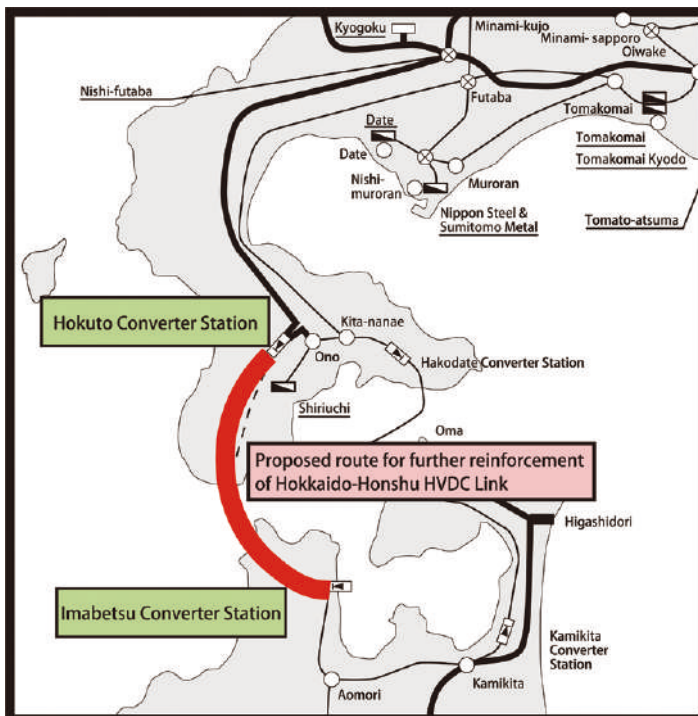 Kyogoku
Minami-kujo
Minami- sapporo
Oiwake
Nishi-futaba
Futaba
Tomakomai
Date
Date
Tomakomai
Tomakomai Kyodo
Nishi-
muroran
Muroran
Nippon Steel &
Sumitomo Metal
Tomato-atsuma
Hokuto Converter Station
Kita-nanae
Ono
Hakodate Converter Station
Shiriuchi
Oma
Proposed route for further reinforcement
of Hokkaido-Honshu HVDC Link
Higashidori
Imabetsu Converter Station
Kamikita
Converter
Station
Aomori
Kamikita